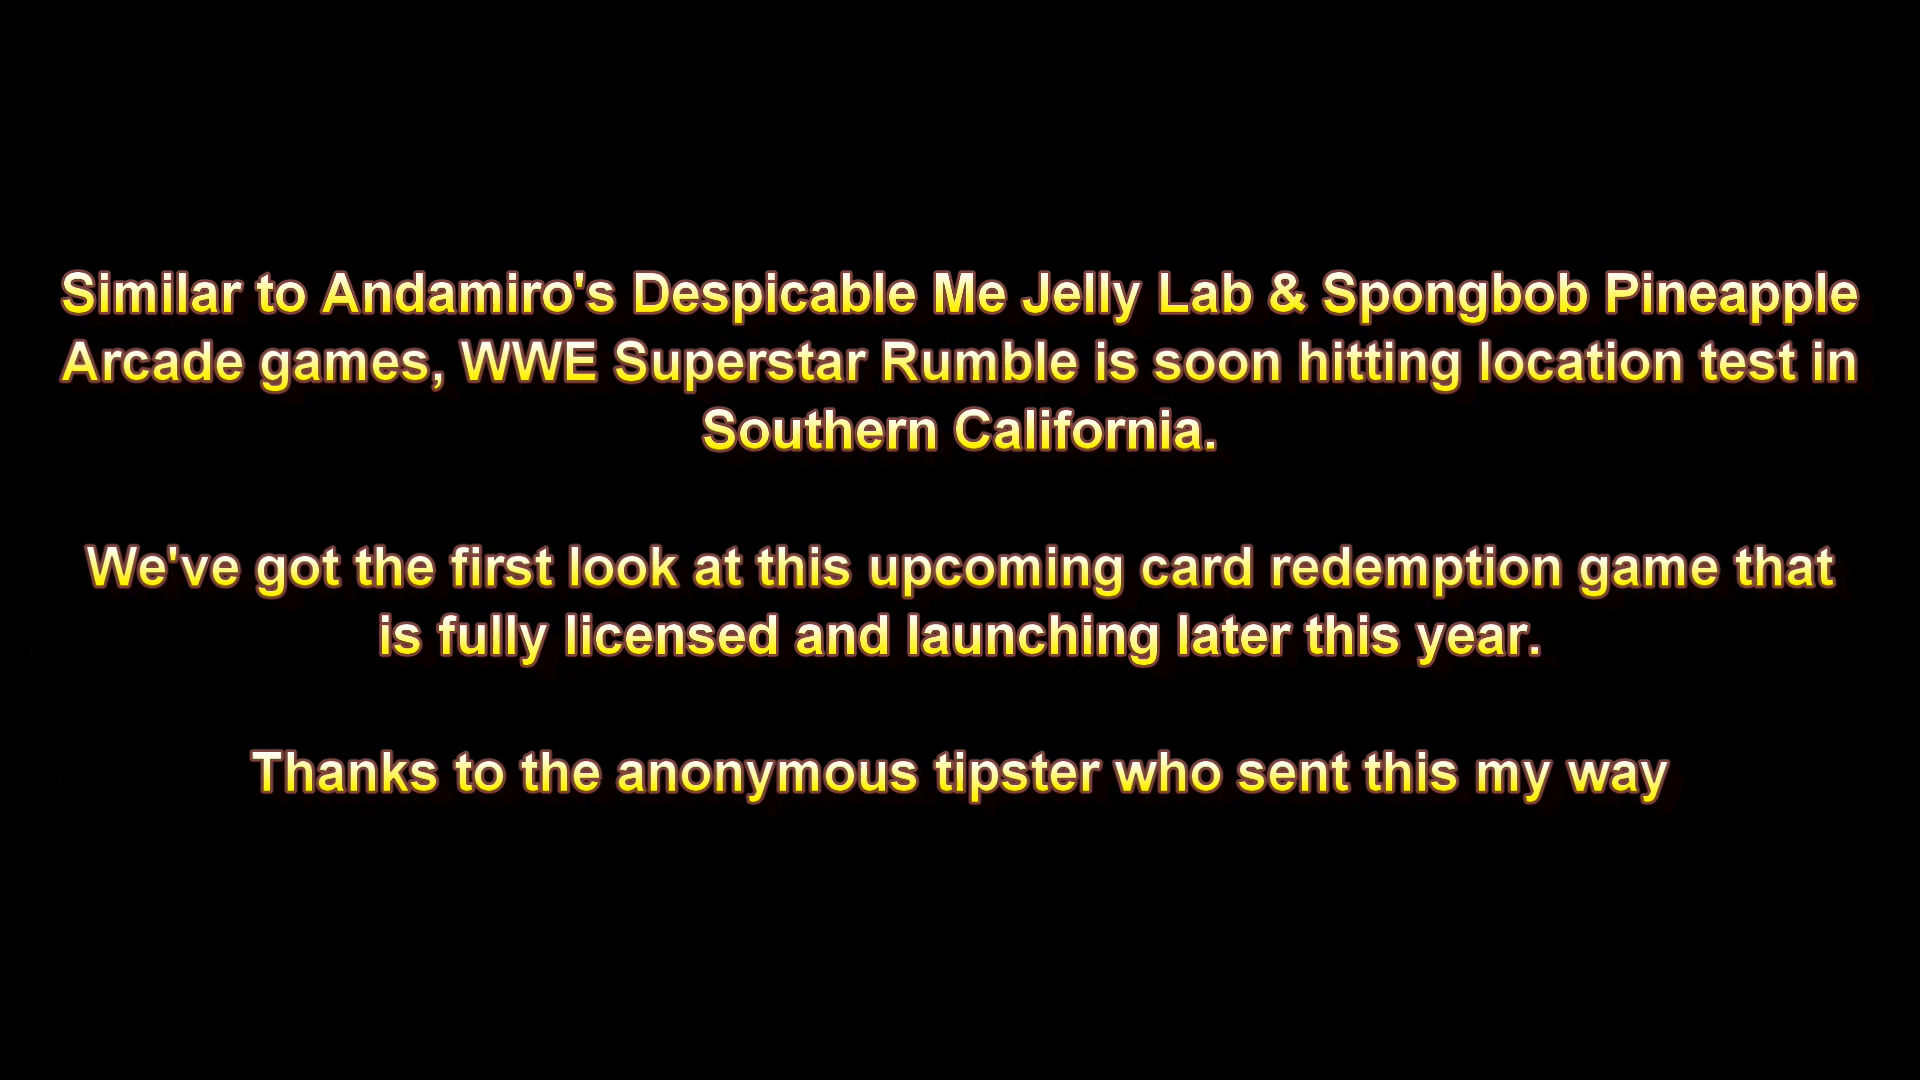 Similar to Andamiro's Despicable Me Jelly Lab & Spongbob Pineapple
Arcade games, WWE Superstar Rumble is soon hitting location test in
Southern California.
We've got the first look at this upcoming card redemption game that
is fully licensed and launching later this year.
Thanks to the anonymous tipster who sent this my way